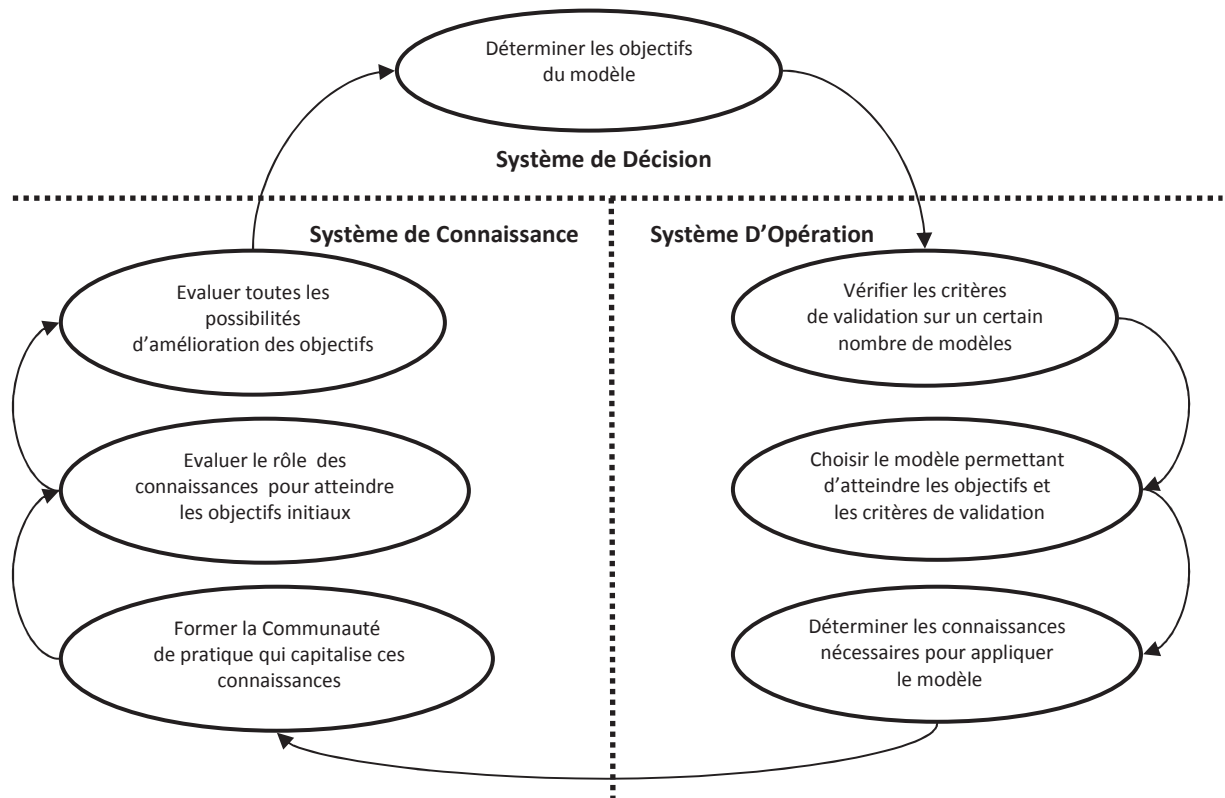 Déterminer les objectifs
du modèle
Système de Décision
Système de Connaissance
Système D’Opération
Evaluer toutes les
possibilités
d’amélioration des objectifs
Vérifier les critères
de validation sur un certain
nombre de modèles
Evaluer le rôle des
connaissances pour atteindre
les objectifs initiaux
Choisir le modèle permettant
d’atteindre les objectifs et
les critères de validation
Former la Communauté
de pratique qui capitalise ces
connaissances
Déterminer les connaissances
nécessaires pour appliquer
le modèle